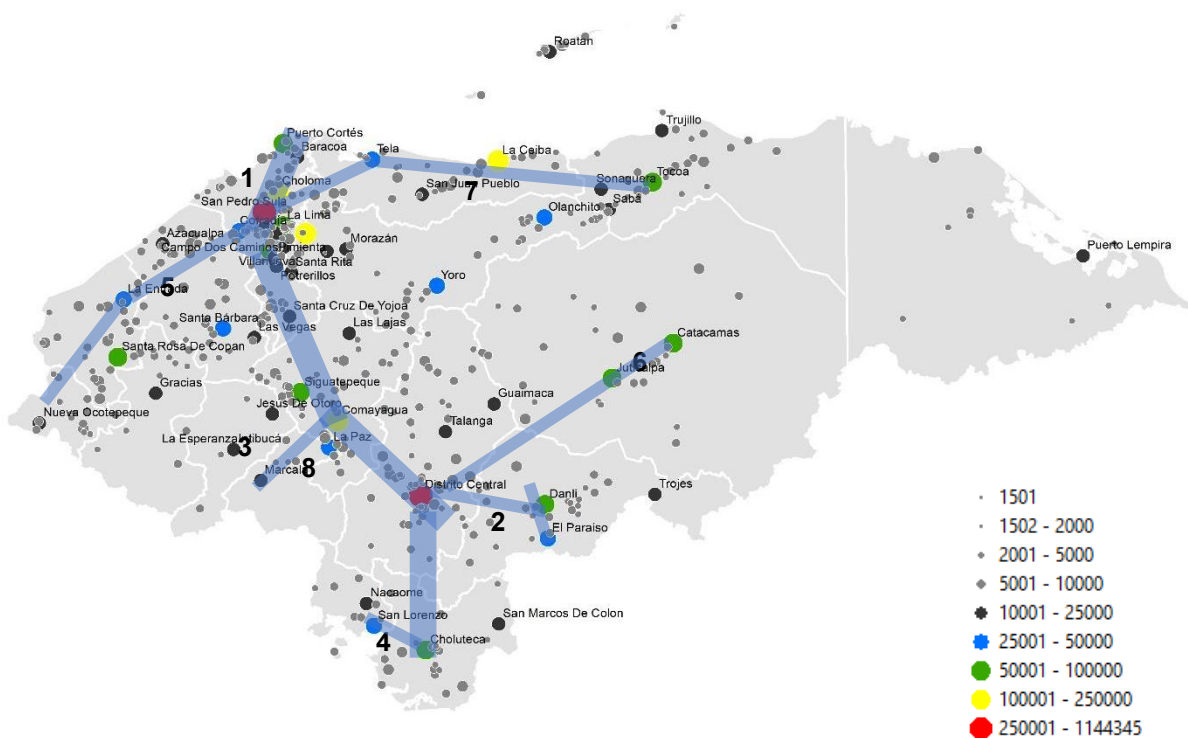 Roatán
Trujillo
Puerto Cortés
Baracoa
Tela
La Ceiba
1
Choloma
San Juan Pueblo
7
Sonaguera
Tocoa
Sabá
San Pedro Sula
La Lima
Olanchito
Azacualpa
Campo Dos Caminos
Pimienta
Morazán
Villanueva
Santa Rita
Potrerillos
Puerto Lempira
5
La Entrada
Yoro
Santa Bárbara
Santa Cruz De Yojoa
Las Vegas
Las Lajas
Santa Rosa De Copan
Catacamas
6
Juticalpa
Gracias
Siguatepeque
Guaimaca
Jesus De Otoro
Comayagua
Nueva Ocotepeque
Talanga
La Esperanza
Intibucá
3
La Paz
8
Marcala
Distrito Central
Danli
Trojes
2
El Paraiso
1501
1502 - 2000
2001 - 5000
5001 - 10000
10001 - 25000
25001 - 50000
50001 - 100000
100001 - 250000
250001 - 1144345
Nacaome
San Lorenzo
San Marcos De Colon
4
Choluteca